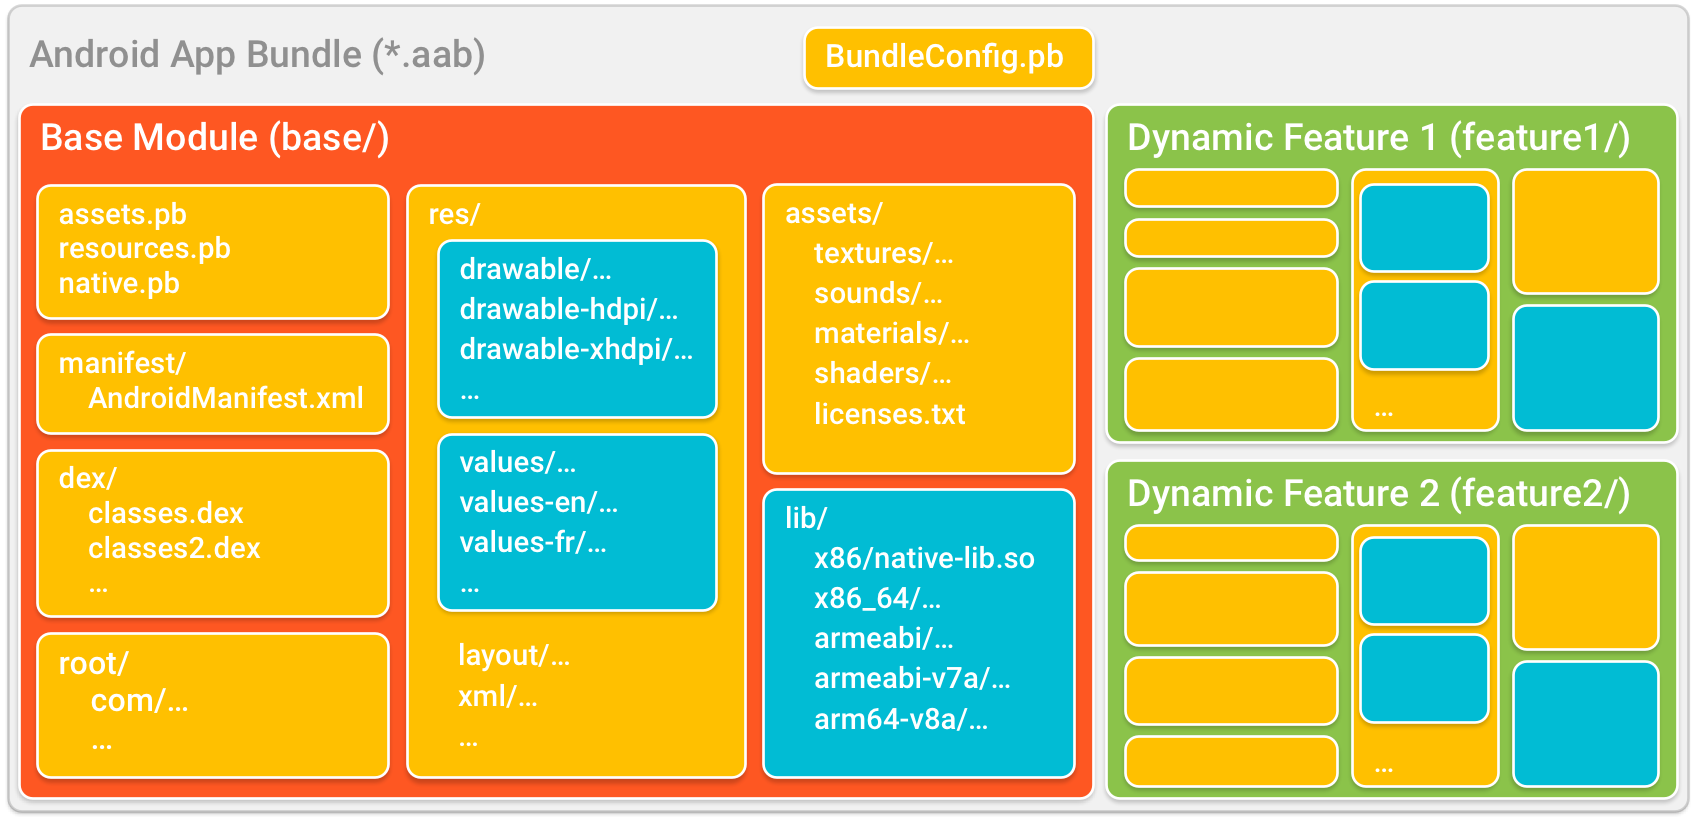 Android App Bundle (*.aab)
BundleConfig.pb
Base Module (base/)
assets.pb
resources.pb
native.pb
manifest/
AndroidManifest.xml
dex/
classes.dex
classes2.dex
...
root/
com/...
...
res/
drawable/...
drawable-hdpi/...
drawable-xhdpi/...
...
values/...
values-en/...
values-fr/...
...
layout/...
xml/...
...
assets/
textures/...
sounds/...
materials/...
shaders/...
licenses.txt
lib/
x86/native-lib.so
x86_64/...
armeabi/...
armeabi-v7a/...
arm64-v8a/...
Dynamic Feature 1 (feature1/)
...
Dynamic Feature 2 (feature2/)
...